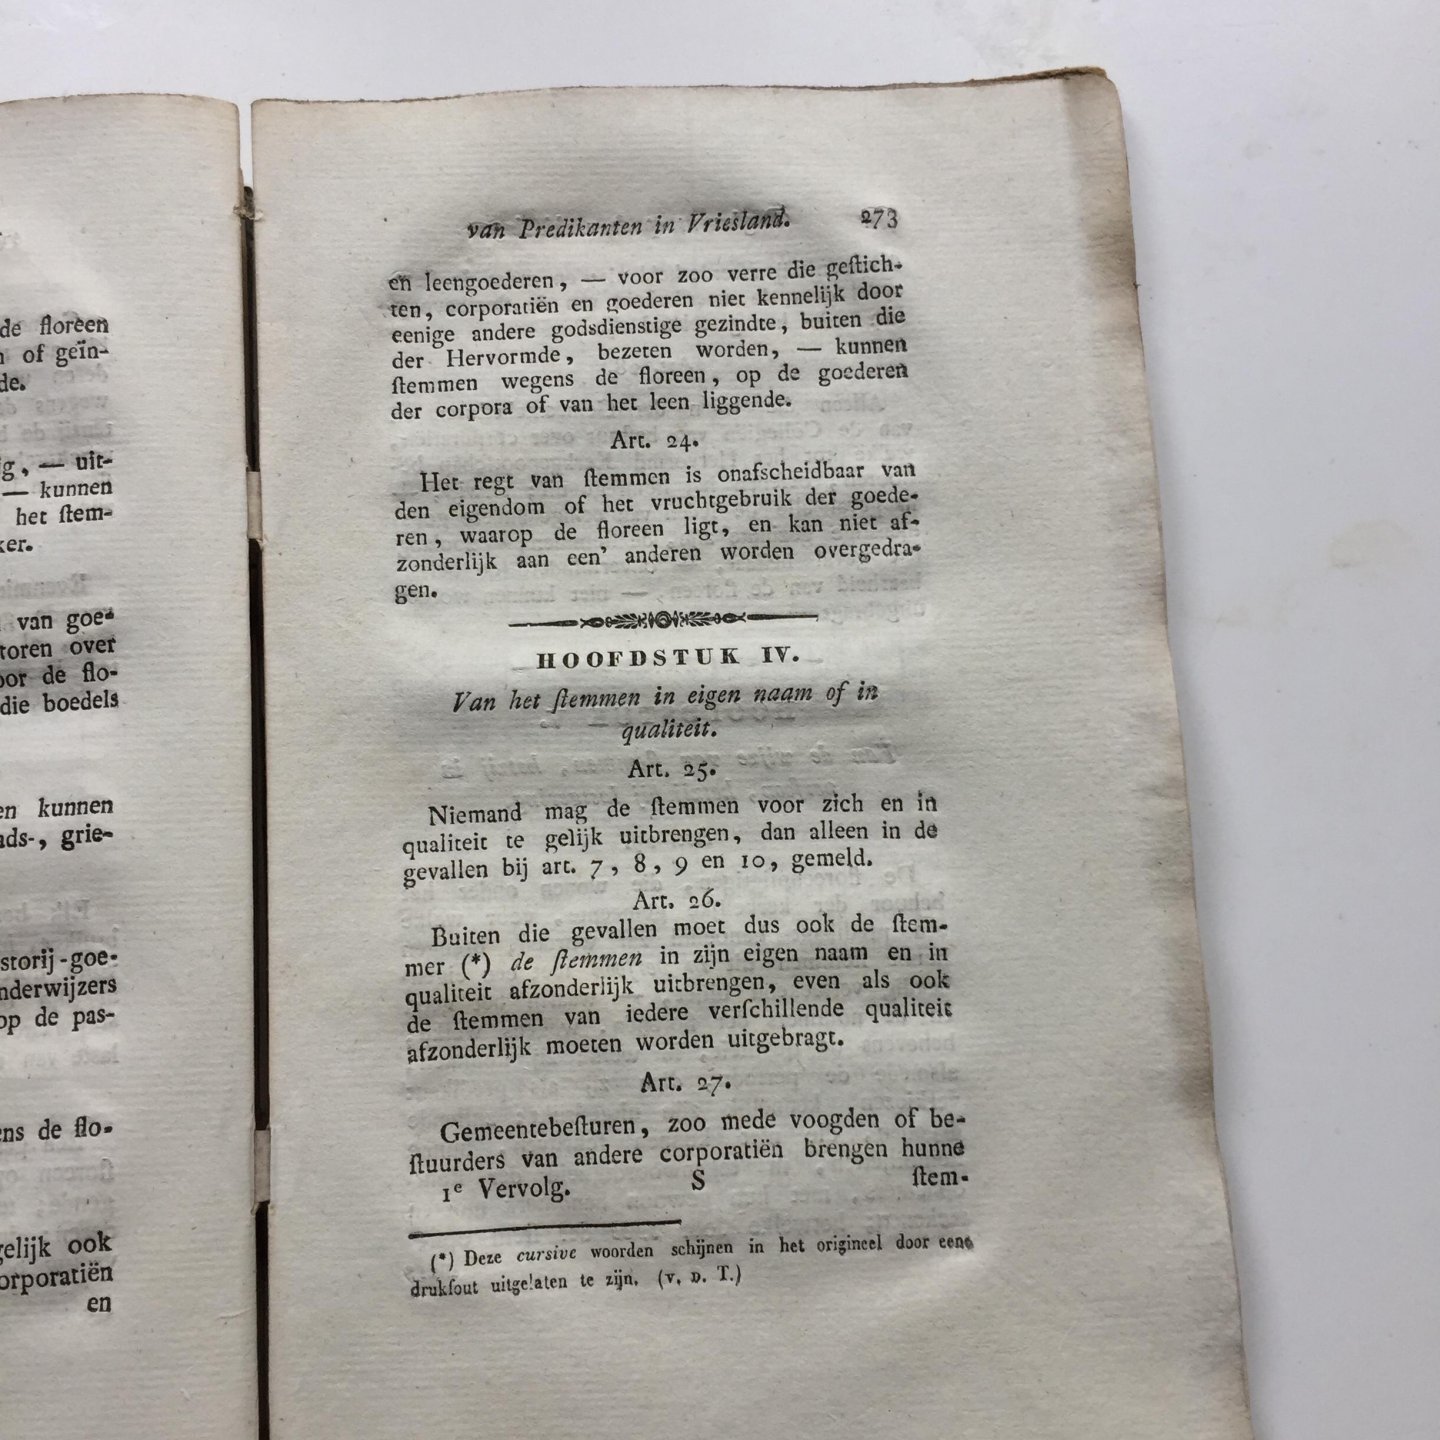 de floreen
of geïn-
de.
ig, — uit-
— kunnen
het ſtem-
ker.
van goe-
toren over
oor de flo-
die boedels
en kunnen
nds-, grie-
storij-goe-
nderwijzers
op de pas-
ens de flo-
gelijk ook
orporatiën
en
van Predikanten in Vriesland. 273
en leengoederen, — voor zoo verre die geſtich-
ten, corporatiën en goederen niet kennelijk door
eenige andere godsdienstige gezindte, buiten die
der Hervormde, bezeten worden, — kunnen
ſtemmen wegens de floreen, op de goederen
der corpora of van het leen liggende.
Art. 24.
Het regt van ſtemmen is onafscheidbaar van
den eigendom of het vruchtgebruik der goede-
ren, waarop de floreen ligt, en kan niet af-
zonderlijk aan een' anderen worden overgedra-
gen.
HOOFDSTUK IV.
Van het ſtemmen in eigen naam of in
qualiteit.
Art. 25.
Niemand mag de ſtemmen voor zich en in
qualiteit te gelijk uitbrengen, dan alleen in de
gevallen bij art. 7, 8, 9 en 10, gemeld.
Art. 26.
Buiten die gevallen moet dus ook de ſtem-
mer (*) de ſtemmen in zijn eigen naam en in
qualiteit afzonderlijk uitbrengen, even als ook
de ſtemmen van iedere verſchillende qualiteit
afzonderlijk moeten worden uitgebragt.
Art. 27.
Gemeentebeſturen, zoo mede voogden of be-
ſtuurders van andere corporatiën brengen hunne
1e Vervolg. S ſtem-
(*) Deze cursive woorden schijnen in het origineel door eene
drukfout uitgelaten te zijn. (v. D. T.)